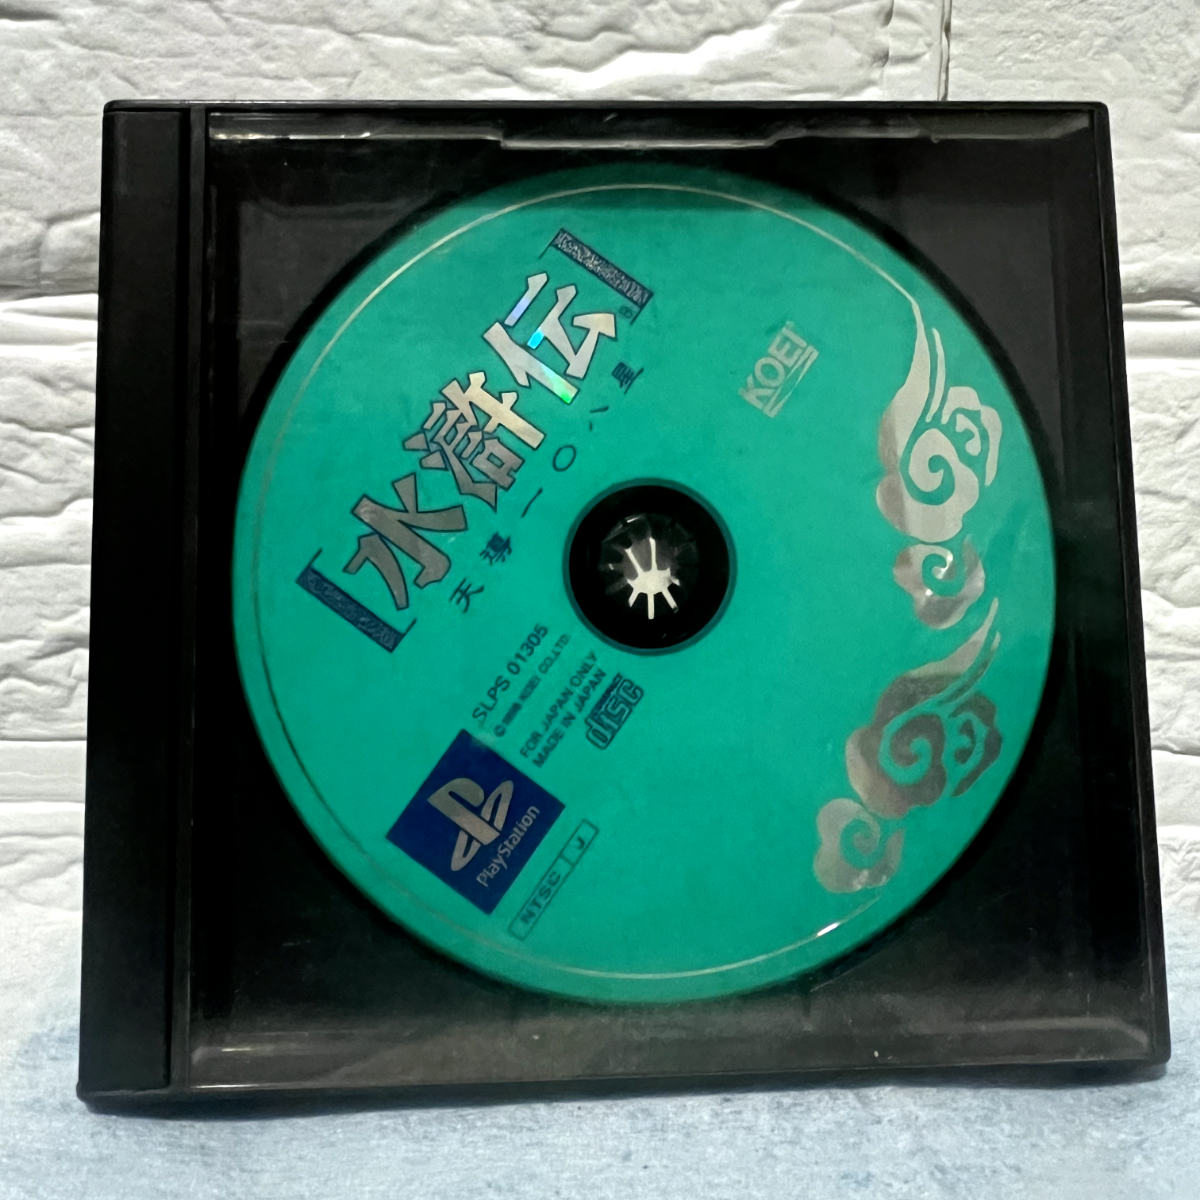 水滸伝
®
天導一〇八星
KOEI
SLPS 01305
© 1998 KOEI CO.,LTD.
FOR JAPAN ONLY
MADE IN JAPAN
disc
PlayStation
NTSC J